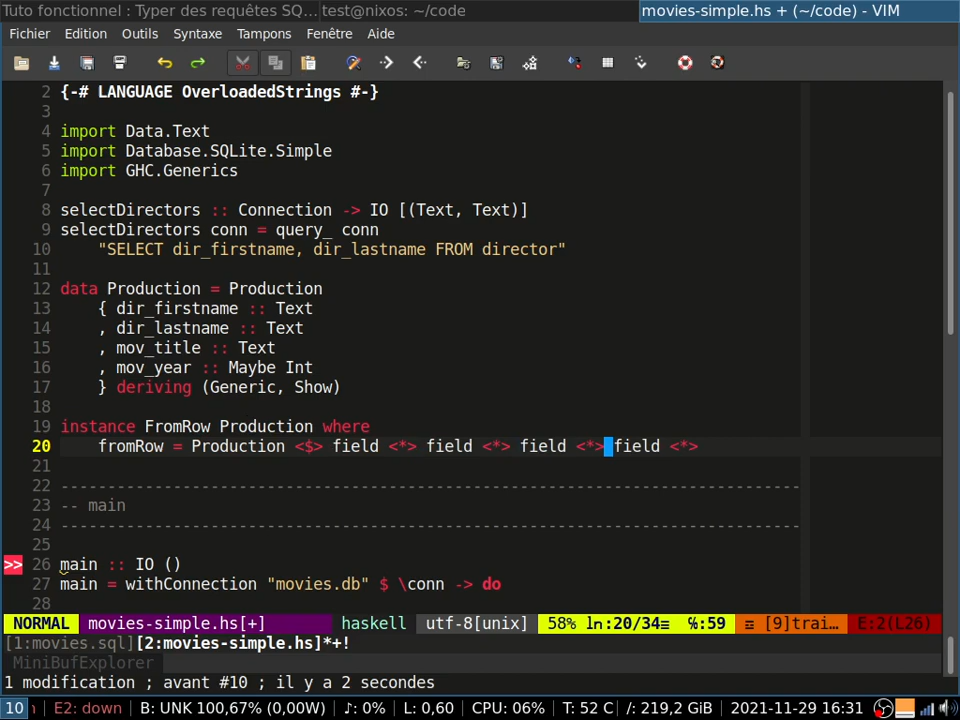 Tuto fonctionnel : Typer des requêtes SQ... test@nixos: ~/code movies-simple.hs + (~/code) - VIM
Fichier Edition Outils Syntaxe Tampons Fenêtre Aide
2 {-# LANGUAGE OverloadedStrings #-}
3
4 import Data.Text
5 import Database.SQLite.Simple
6 import GHC.Generics
7
8 selectDirectors :: Connection -> IO [(Text, Text)]
9 selectDirectors conn = query_ conn
10     "SELECT dir_firstname, dir_lastname FROM director"
11
12 data Production = Production
13     { dir_firstname :: Text
14     , dir_lastname :: Text
15     , mov_title :: Text
16     , mov_year :: Maybe Int
17     } deriving (Generic, Show)
18
19 instance FromRow Production where
20     fromRow = Production <$> field <*> field <*> field <*> field <*>
21
22 -------------------------------------------------------------------------------
23 -- main
24 -------------------------------------------------------------------------------
25
>> 26 main :: IO ()
27 main = withConnection "movies.db" $ \conn -> do
28
NORMAL movies-simple.hs[+] haskell utf-8[unix] 58% ln:20/34≡ ℅:59 ☲ [9]trai... E:2(L26)
[1:movies.sql][2:movies-simple.hs]*+!
MiniBufExplorer
1 modification ; avant #10 ; il y a 2 secondes
10 E2: down | B: UNK 100,67% (0,00W) | ♪: 0% | L: 0,60 | CPU: 06% | T: 52 C | /: 219,2 GiB | 2021-11-29 16:31